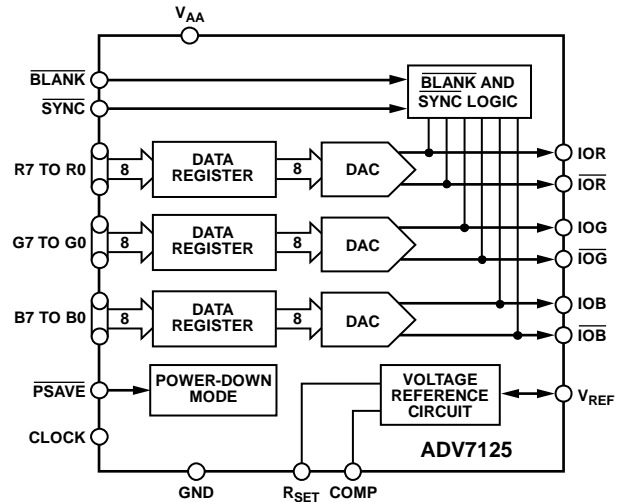 VAA
BLANK
SYNC
BLANK AND
SYNC LOGIC
R7 TO R0
8
DATA
REGISTER
8
DAC
IOR
IOR
G7 TO G0
8
DATA
REGISTER
8
DAC
IOG
IOG
B7 TO B0
8
DATA
REGISTER
8
DAC
IOB
IOB
PSAVE
POWER-DOWN
MODE
VOLTAGE
REFERENCE
CIRCUIT
VREF
CLOCK
ADV7125
GND
RSET
COMP